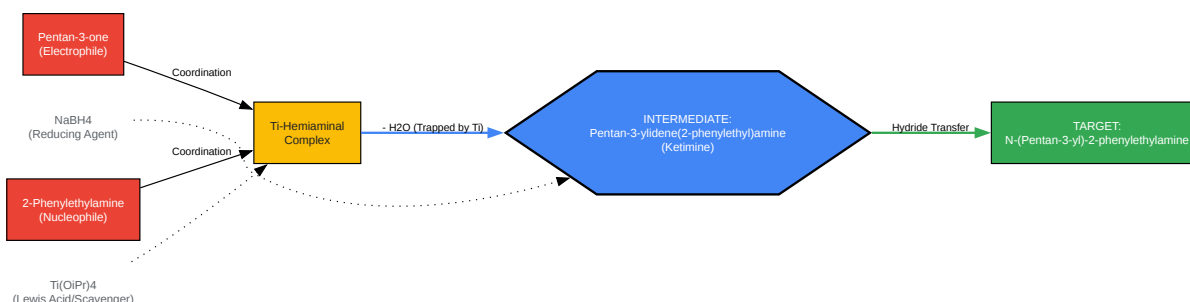 Pentan-3-one
(Electrophile)
Coordination
NaBH4
(Reducing Agent)
Ti-Hemiaminal
Complex
- H2O (Trapped by Ti)
INTERMEDIATE:
Pentan-3-ylidene(2-phenylethyl)amine
(Ketimine)
Hydride Transfer
TARGET:
N-(Pentan-3-yl)-2-phenylethylamine
Coordination
2-Phenylethylamine
(Nucleophile)
Ti(OiPr)4
(Lewis Acid/Scavenger)